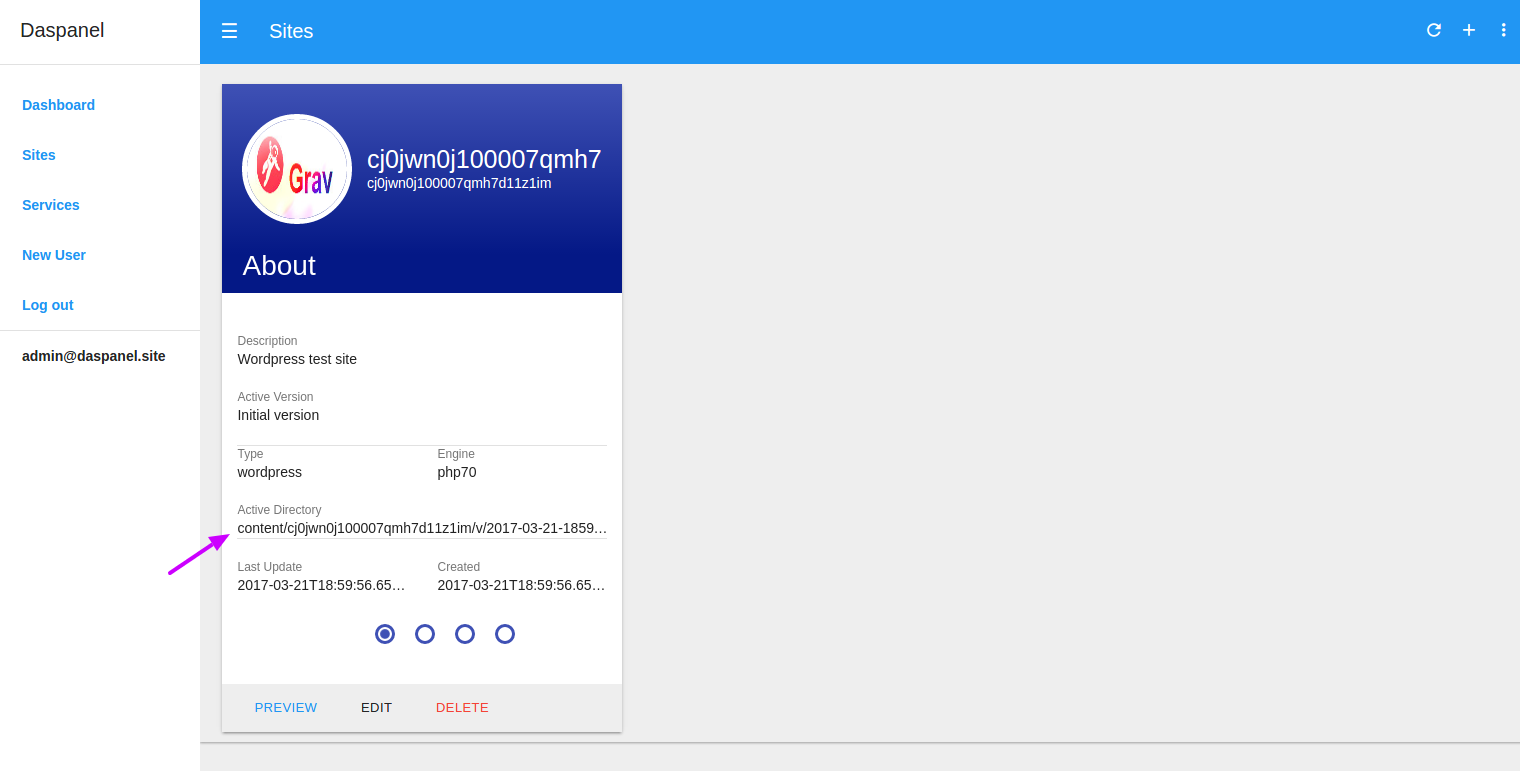 Daspanel
Sites
Dashboard
Sites
Services
New User
Log out
admin@daspanel.site
Grav
cj0jwn0j100007qmh7
cj0jwn0j100007qmh7d11z1im
About
Description
Wordpress test site
Active Version
Initial version
Type Engine
wordpress php70
Active Directory
content/cj0jwn0j100007qmh7d11z1im/v/2017-03-21-1859…
Last Update Created
2017-03-21T18:59:56.65… 2017-03-21T18:59:56.65…
PREVIEW EDIT DELETE